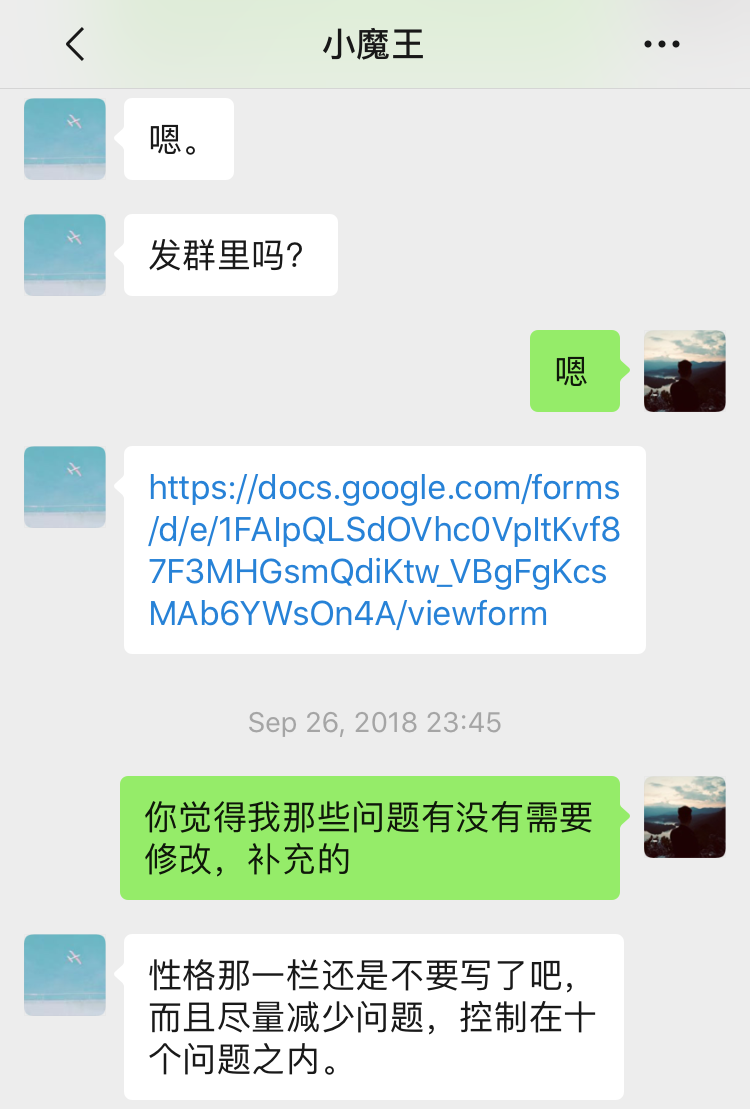 小魔王
嗯。
发群里吗?
嗯
https://docs.google.com/forms
/d/e/1FAIpQLSdOVhc0VpItKvf8
7F3MHGsmQdiKtw_VBgFgKcs
MAb6YWsOn4A/viewform
Sep 26, 2018 23:45
你觉得我那些问题有没有需要
修改，补充的
性格那一栏还是不要写了吧，
而且尽量减少问题，控制在十
个问题之内。